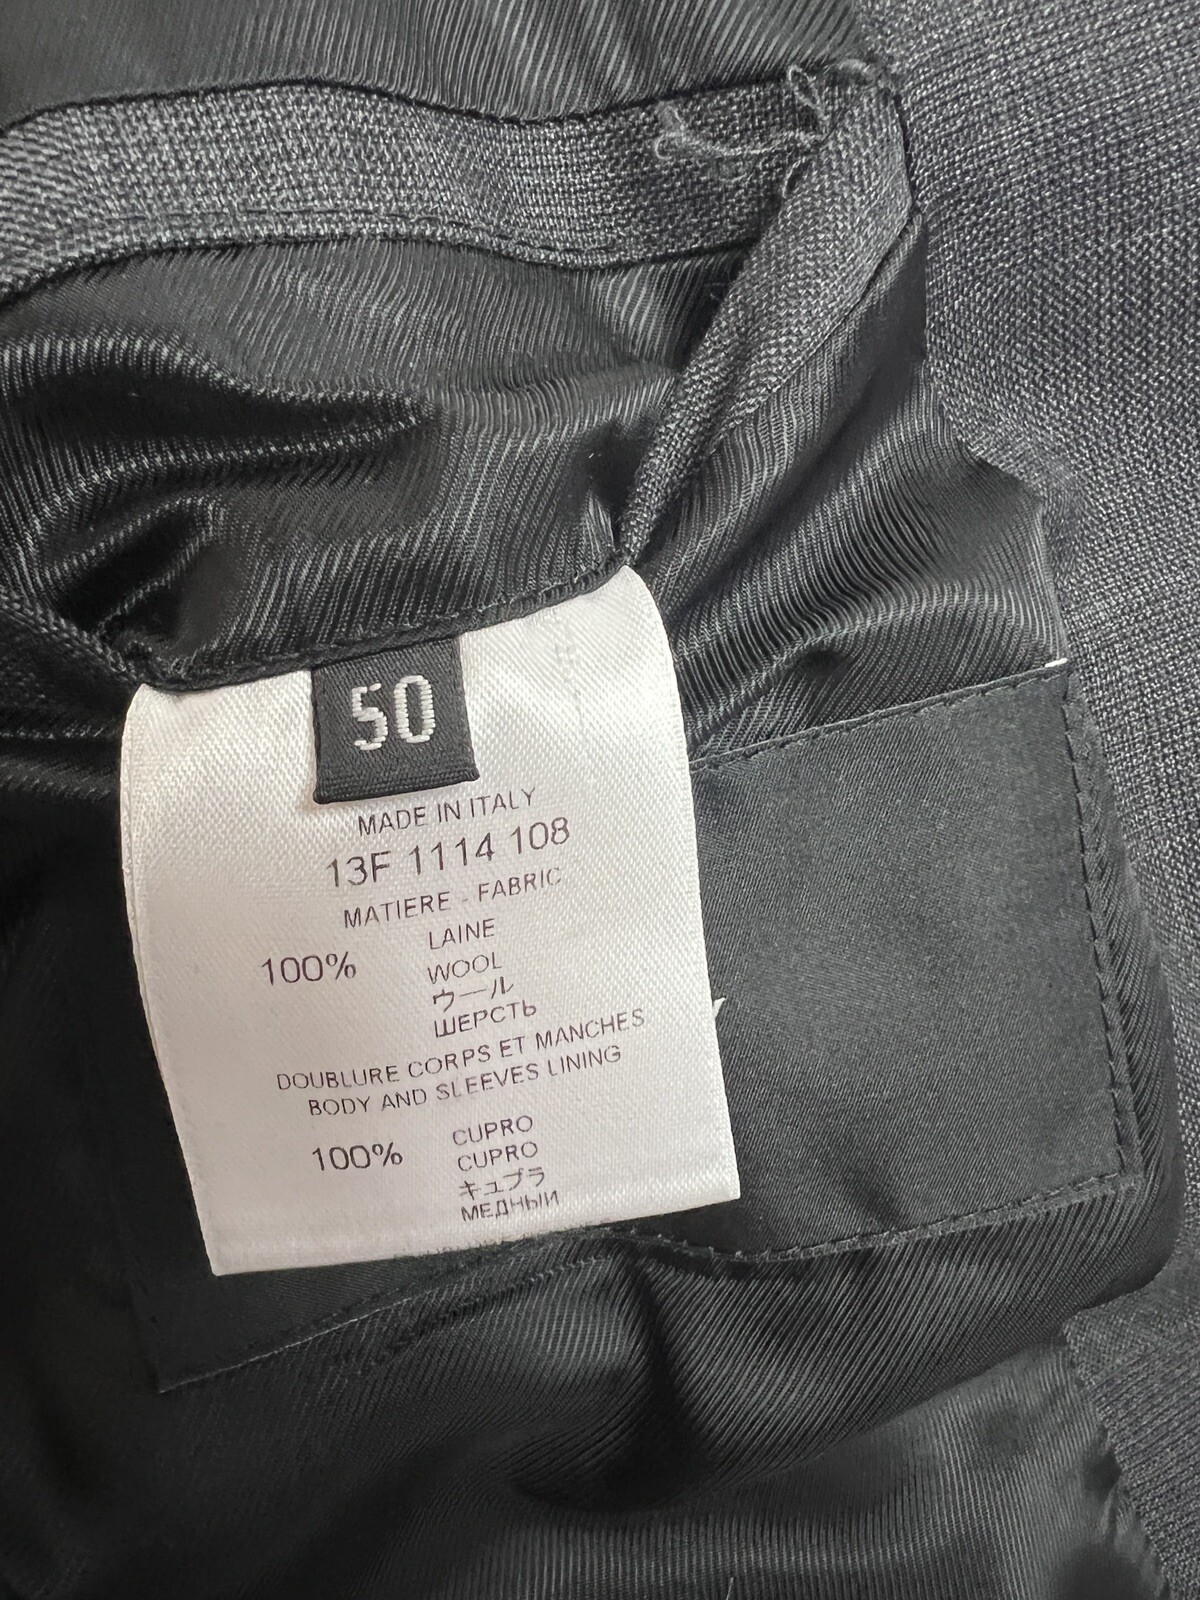 50
MADE IN ITALY
13F 1114 108
MATIERE - FABRIC
LAINE
100% WOOL
ウール
ШЕРСТЬ
DOUBLURE CORPS ET MANCHES
BODY AND SLEEVES LINING
CUPRO
100% CUPRO
キュプラ
МЕДНЫЙ